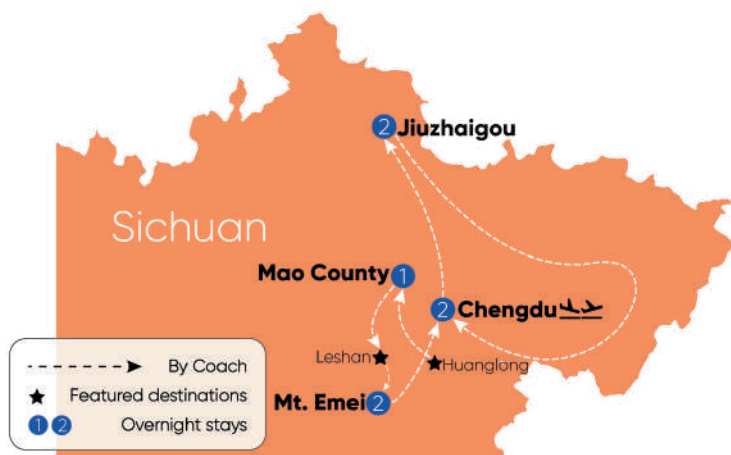 2 Jiuzhaigou
Sichuan
Mao County 1
2 Chengdu
Leshan
Huanglong
Mt. Emei 2
By Coach
Featured destinations
1 2 Overnight stays